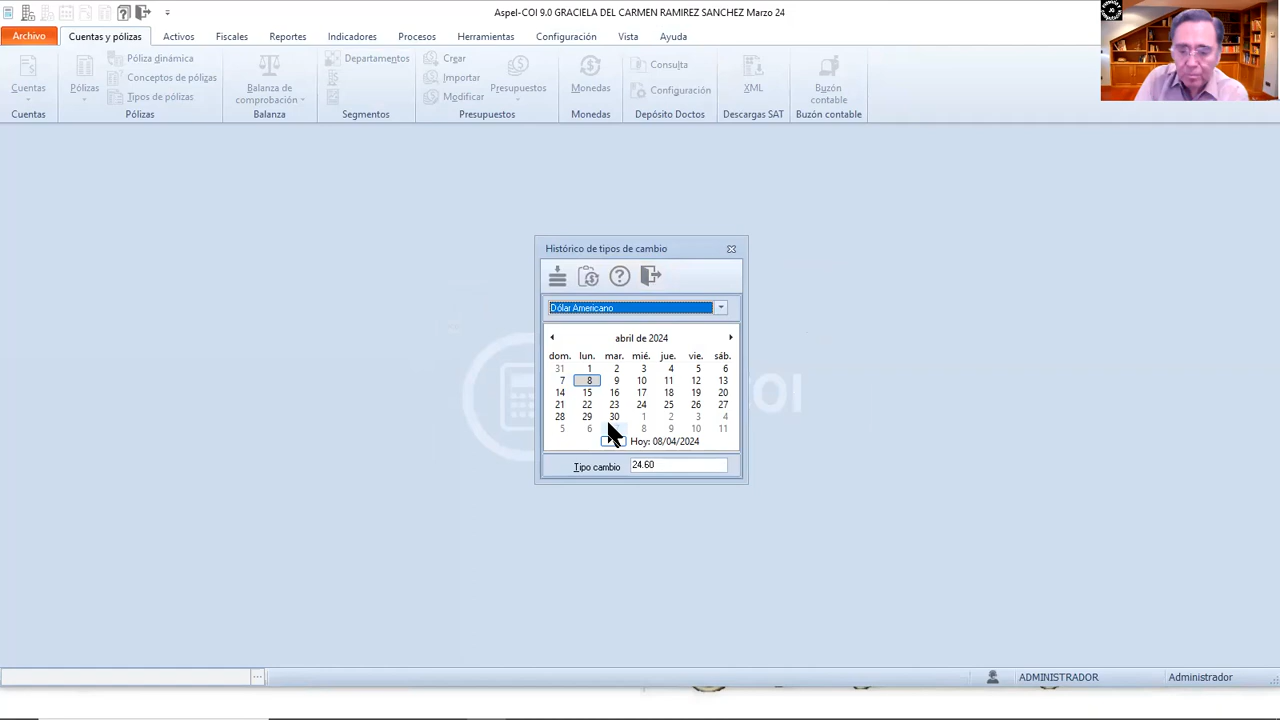 Aspel-COI 9.0 GRACIELA DEL CARMEN RAMIREZ SANCHEZ Marzo 24
Archivo Cuentas y pólizas Activos Fiscales Reportes Indicadores Procesos Herramientas Configuración Vista Ayuda
Cuentas
Pólizas
Póliza dinámica
Conceptos de pólizas
Tipos de pólizas
Balanza de comprobación
Departamentos
Crear
Importar
Modificar
Presupuestos
Monedas
Consulta
Configuración
XML
Buzón contable
Cuentas Pólizas Balanza Segmentos Presupuestos Monedas Depósito Doctos Descargas SAT Buzón contable
Histórico de tipos de cambio
Dólar Americano
abril de 2024
dom. lun. mar. mié. jue. vie. sáb.
31 1 2 3 4 5 6
7 8 9 10 11 12 13
14 15 16 17 18 19 20
21 22 23 24 25 26 27
28 29 30 1 2 3 4
5 6 8 9 10 11
Hoy: 08/04/2024
Tipo cambio 24.60
COI
ADMINISTRADOR Administrador